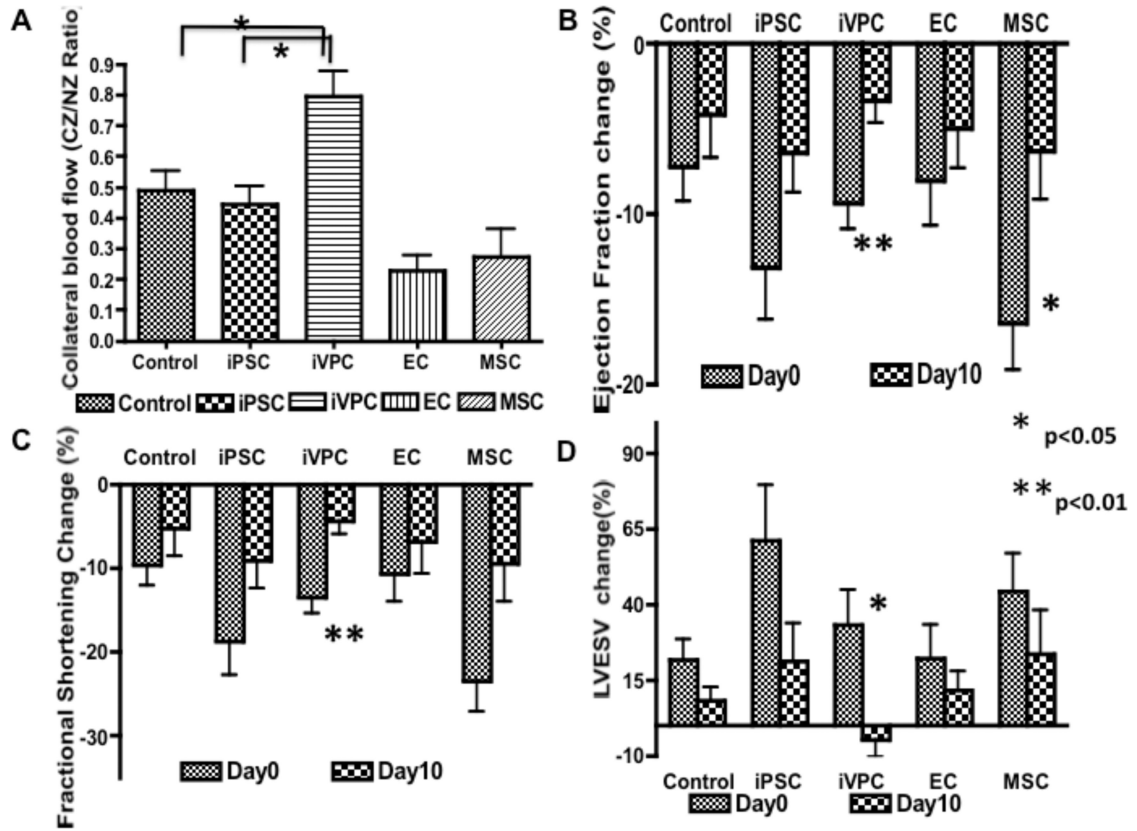 A
*
*
Collateral blood flow (CZ/NZ Ratio)
0.9
0.8
0.7
0.6
0.5
0.4
0.3
0.2
0.1
0.0
Control iPSC iVPC EC MSC
Control iPSC iVPC EC MSC
B
Control iPSC iVPC EC MSC
Ejection Fraction change (%)
0
-10
-20
**
*
Day0 Day10
C
Control iPSC iVPC EC MSC
Fractional Shortening Change (%)
0
-10
-20
-30
**
Day0 Day10
D
* p<0.05
** p<0.01
LVESV change(%)
90
65
40
15
-10
*
Control iPSC iVPC EC MSC
Day0 Day10